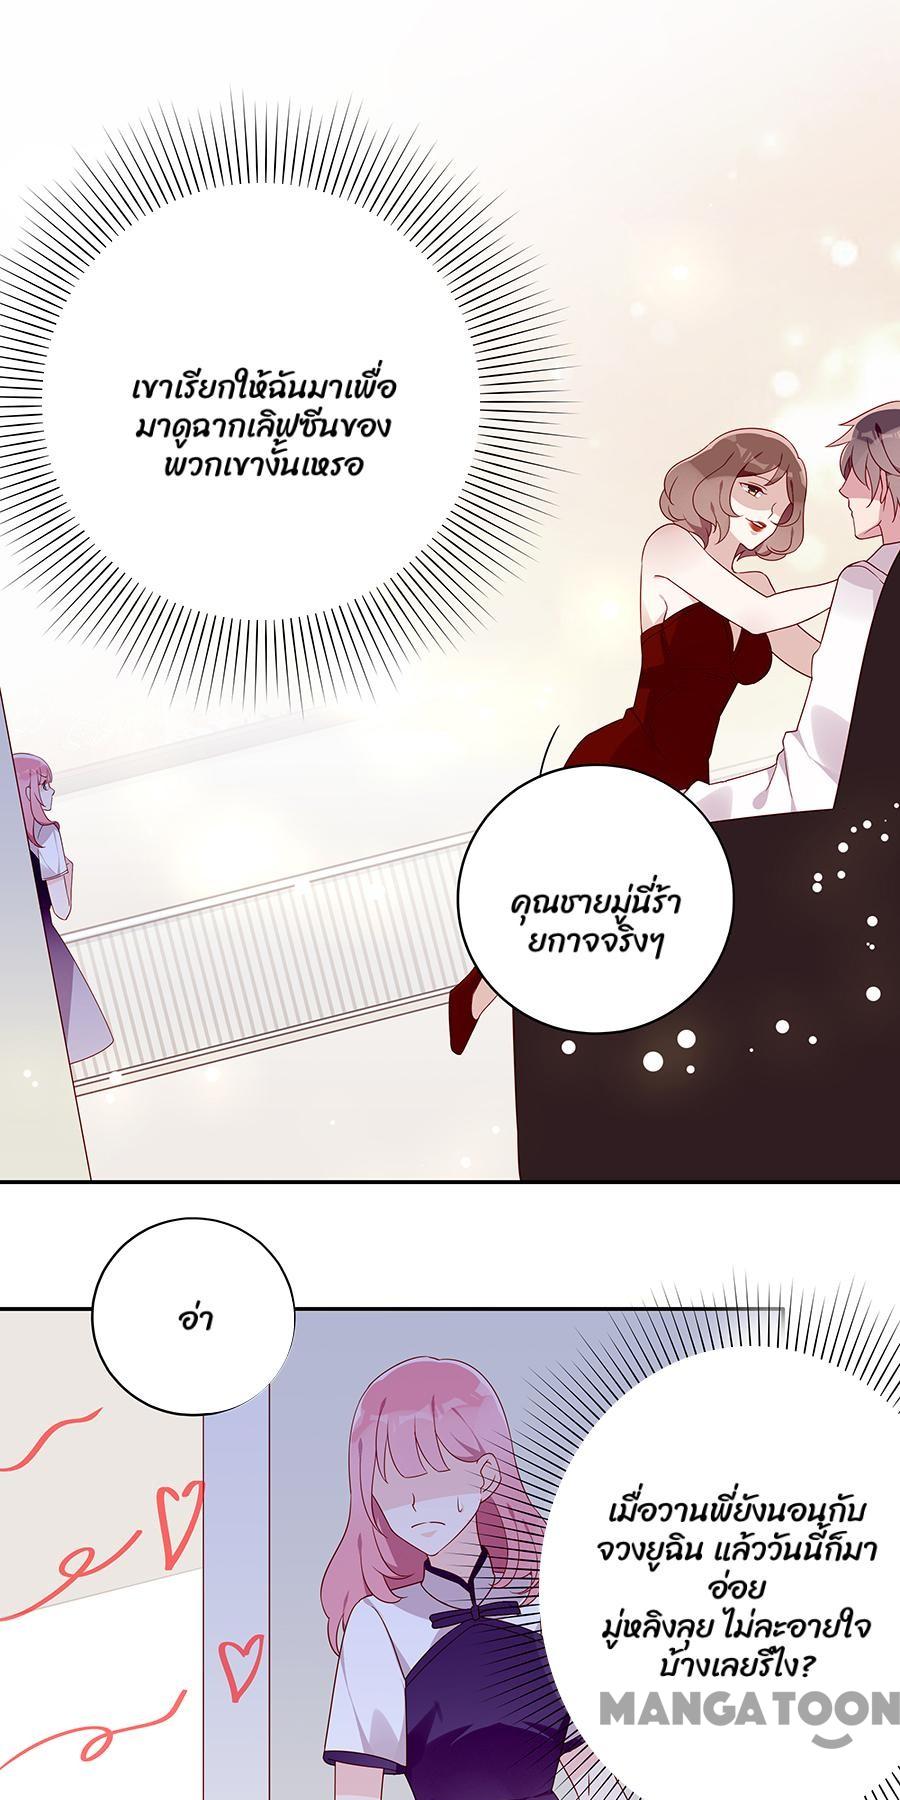 เขาเรียกให้ฉันมาเพื่อ
มาดูฉากเลิฟซีนของ
พวกเขางั้นเหรอ
คุณชายมู่นี่ร้า
ยกาจจริงๆ
อ่า
เมื่อวานพี่ยังนอนกับ
จวงยูฉิน แล้ววันนี้ก็มา
อ่อย
มู่หลิงลุย ไม่ละอายใจ
บ้างเลยรึไง?
MANGATOON